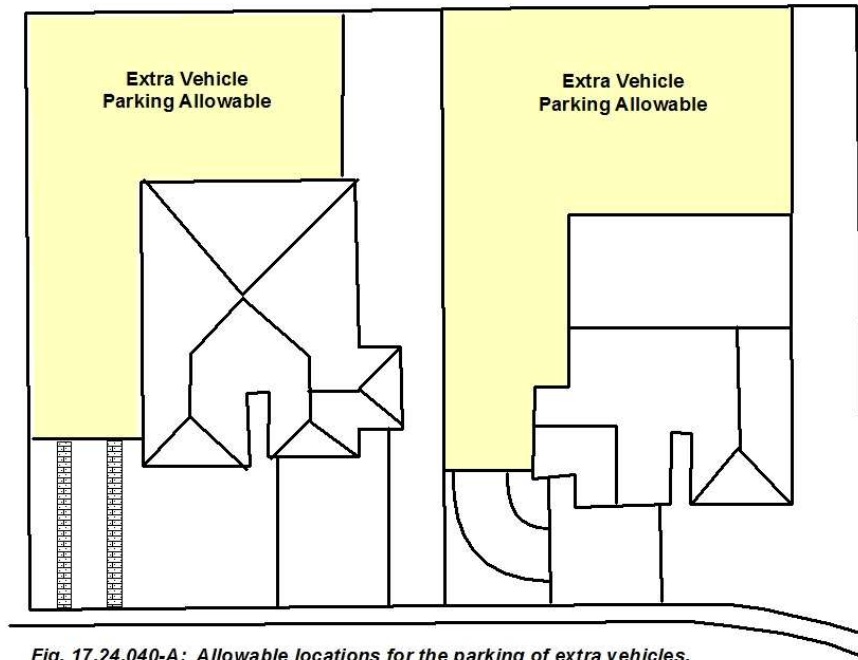 Extra Vehicle
Parking Allowable
Extra Vehicle
Parking Allowable
Fig. 17.24.040-A: Allowable locations for the parking of extra vehicles.